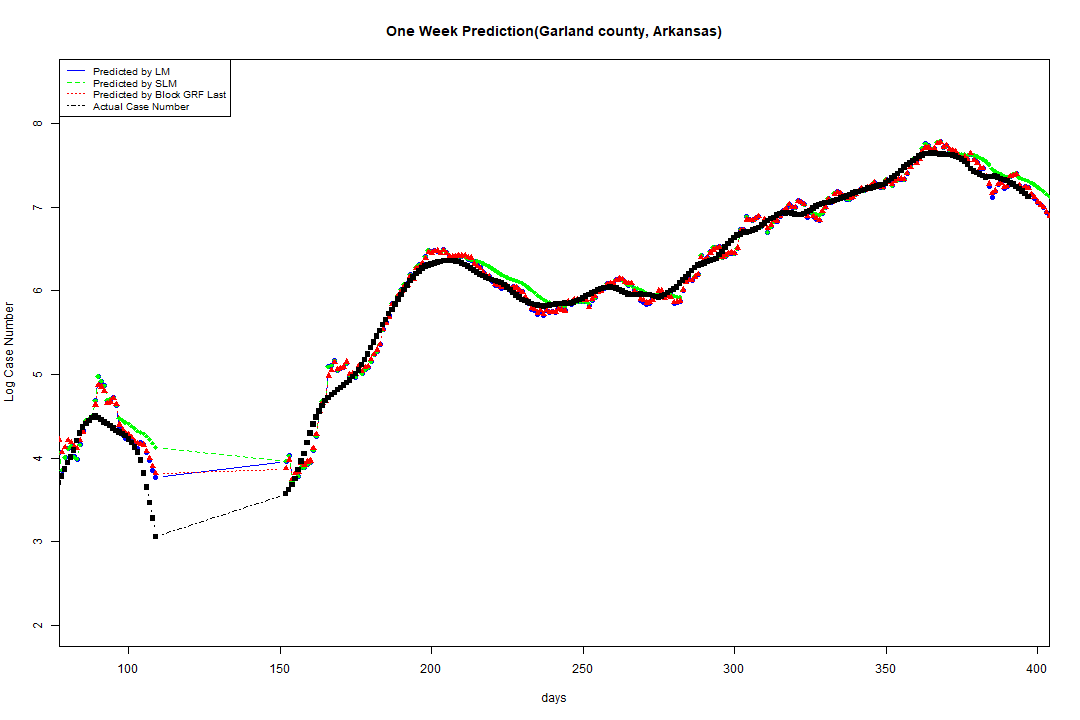 One Week Prediction(Garland county, Arkansas)
Predicted by LM
Predicted by SLM
Predicted by Block GRF Last
Actual Case Number
Log Case Number
8
7
6
5
4
3
2
100 150 200 250 300 350 400
days